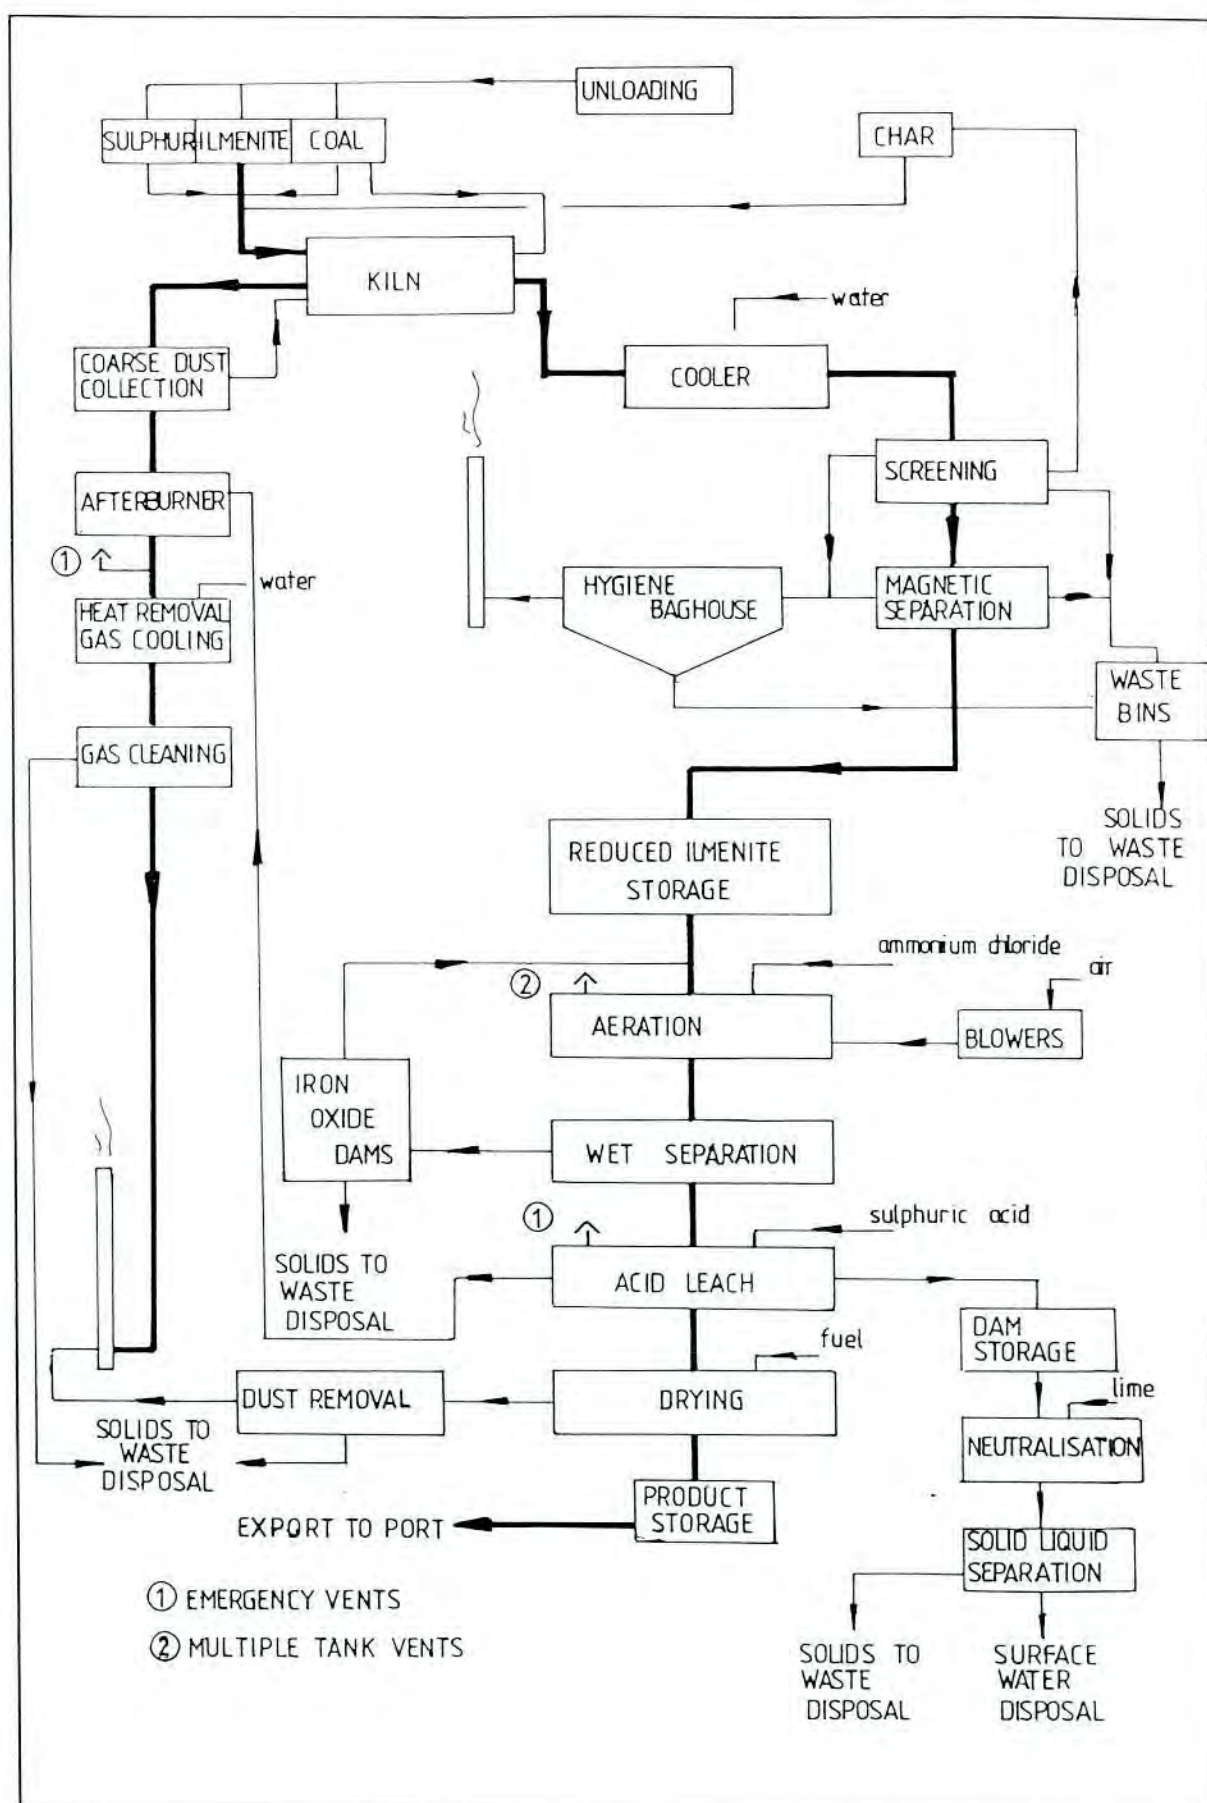 UNLOADING
SULPHUR
ILMENITE
COAL
CHAR
KILN
water
COARSE DUST
COLLECTION
COOLER
SCREENING
AFTERBURNER
①
water
HEAT REMOVAL
GAS COOLING
HYGIENE
BAGHOUSE
MAGNETIC
SEPARATION
WASTE
BINS
GAS CLEANING
SOLIDS
TO WASTE
DISPOSAL
REDUCED ILMENITE
STORAGE
ammonium chloride
air
②
AERATION
BLOWERS
IRON
OXIDE
DAMS
WET SEPARATION
①
sulphuric acid
SOLIDS TO
WASTE
DISPOSAL
ACID LEACH
DAM
STORAGE
fuel
lime
DUST REMOVAL
DRYING
NEUTRALISATION
SOLIDS TO
WASTE
DISPOSAL
PRODUCT
STORAGE
EXPORT TO PORT
SOLID LIQUID
SEPARATION
① EMERGENCY VENTS
② MULTIPLE TANK VENTS
SOLIDS TO
WASTE
DISPOSAL
SURFACE
WATER
DISPOSAL